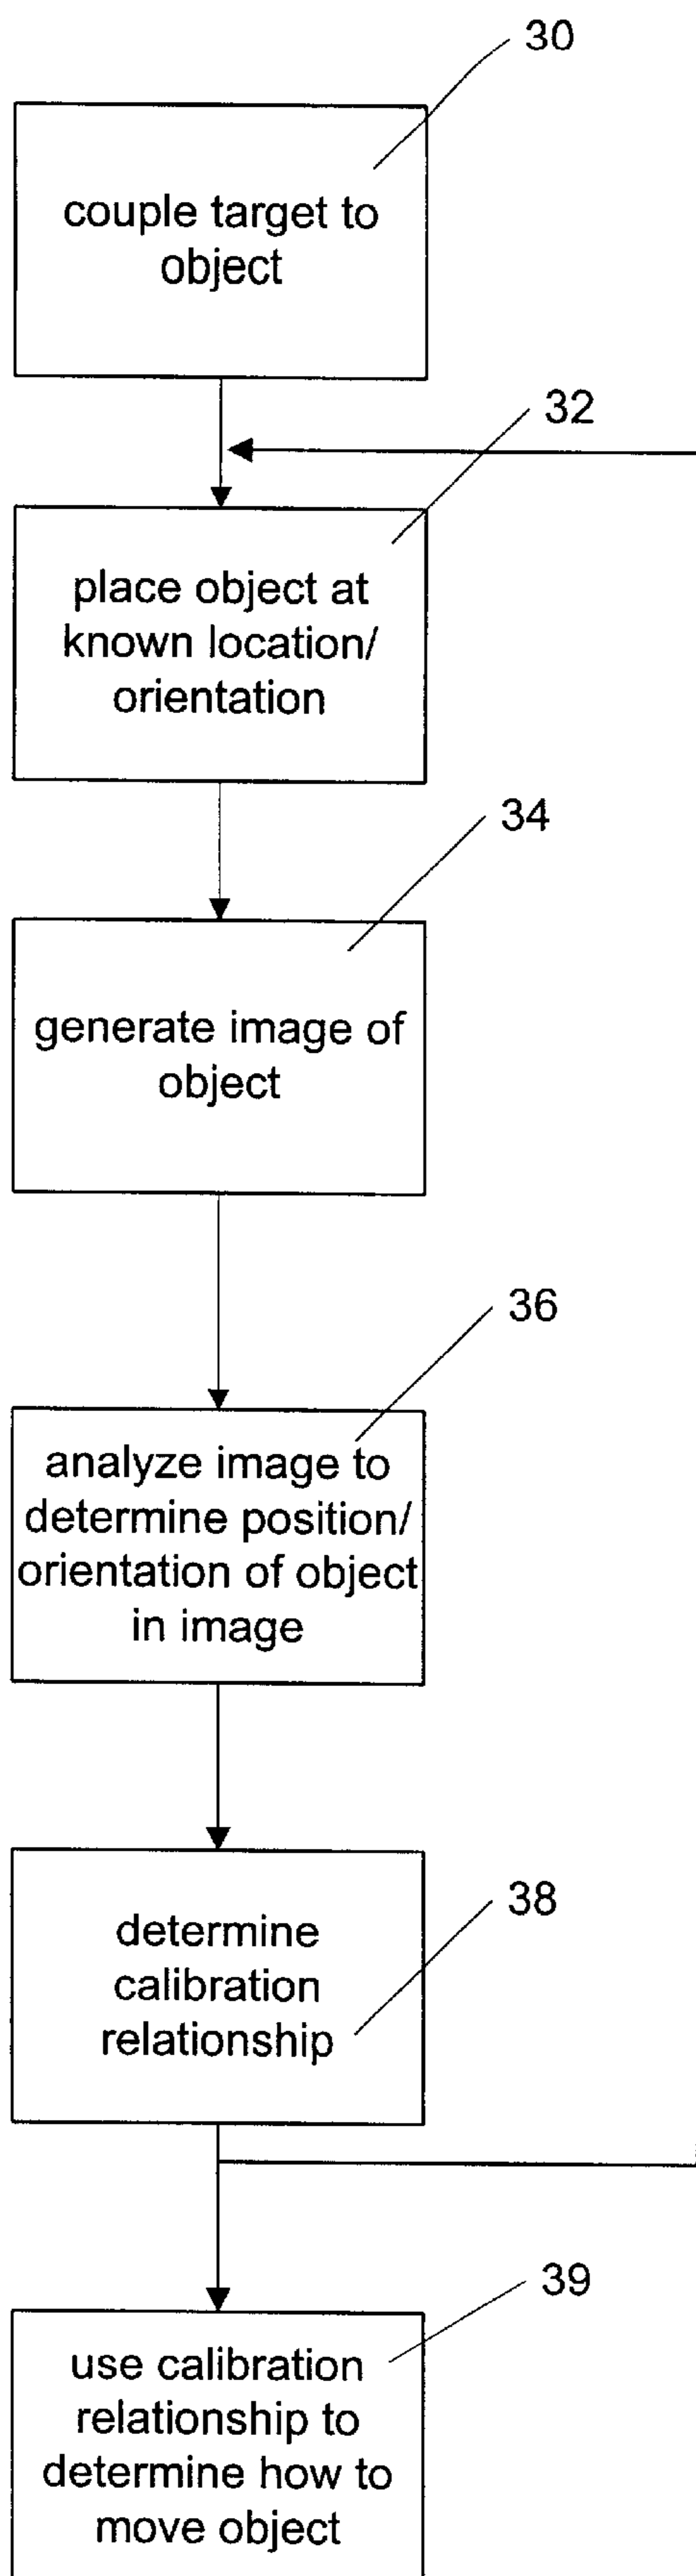 30
couple target to
object
32
place object at
known location/
orientation
34
generate image of
object
36
analyze image to
determine position/
orientation of object
in image
38
determine
calibration
relationship
39
use calibration
relationship to
determine how to
move object